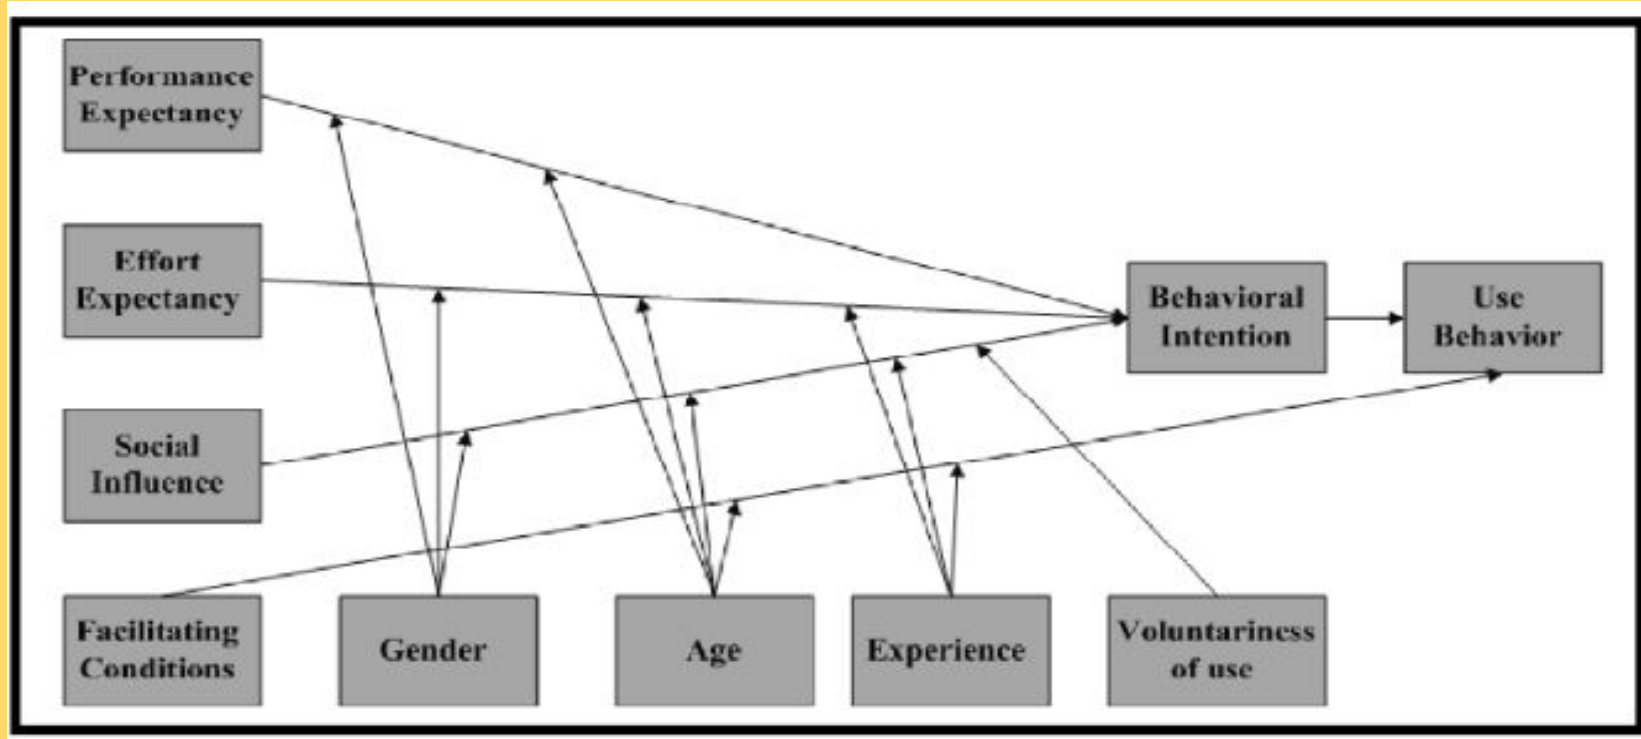 Performance
Expectancy
Effort
Expectancy
Behavioral
Intention
Use
Behavior
Social
Influence
Facilitating
Conditions
Gender
Age
Experience
Voluntariness
of use